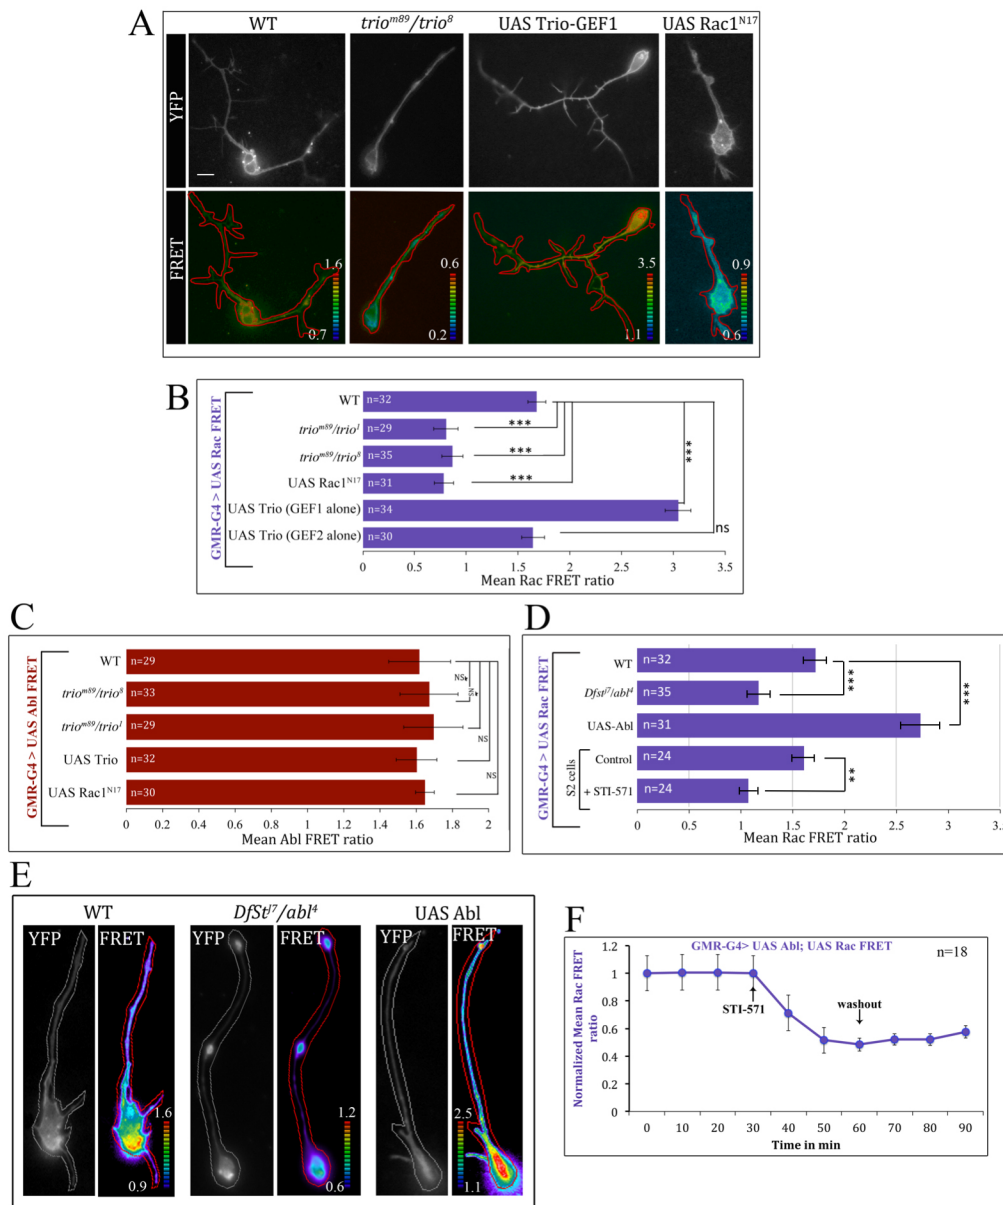 A
WT
trio^m89/trio^8
UAS Trio-GEF1
UAS Rac1^N17
YFP
FRET
1.6
0.7
0.6
0.2
3.5
1.1
0.9
0.6
B
GMR-G4 > UAS Rac FRET
WT
n=32
trio^m89/trio^1
n=29
***
trio^m89/trio^8
n=35
***
UAS Rac1^N17
n=31
***
UAS Trio (GEF1 alone)
n=34
***
UAS Trio (GEF2 alone)
n=30
ns
0 0.5 1 1.5 2 2.5 3 3.5
Mean Rac FRET ratio
C
GMR-G4 > UAS Abl FRET
WT
n=29
trio^m89/trio^8
n=33
trio^m89/trio^1
n=29
UAS Trio
n=32
UAS Rac1^N17
n=30
NS
NS
NS
NS
0 0.2 0.4 0.6 0.8 1 1.2 1.4 1.6 1.8 2
Mean Abl FRET ratio
D
GMR-G4 > UAS Rac FRET
WT
n=32
Dfst^j7/abl^4
n=35
***
UAS-Abl
n=31
***
S2 cells
Control
n=24
+ STI-571
n=24
**
0 0.5 1 1.5 2 2.5 3 3.5
Mean Rac FRET ratio
E
WT
DfSt^j7/abl^4
UAS Abl
YFP FRET
YFP FRET
YFP FRET
1.6
0.9
1.2
0.6
2.5
1.1
F
GMR-G4> UAS Abl; UAS Rac FRET
n=18
Normalized Mean Rac FRET
ratio
1.2
1
0.8
0.6
0.4
0.2
0
STI-571
washout
0 10 20 30 40 50 60 70 80 90
Time in min